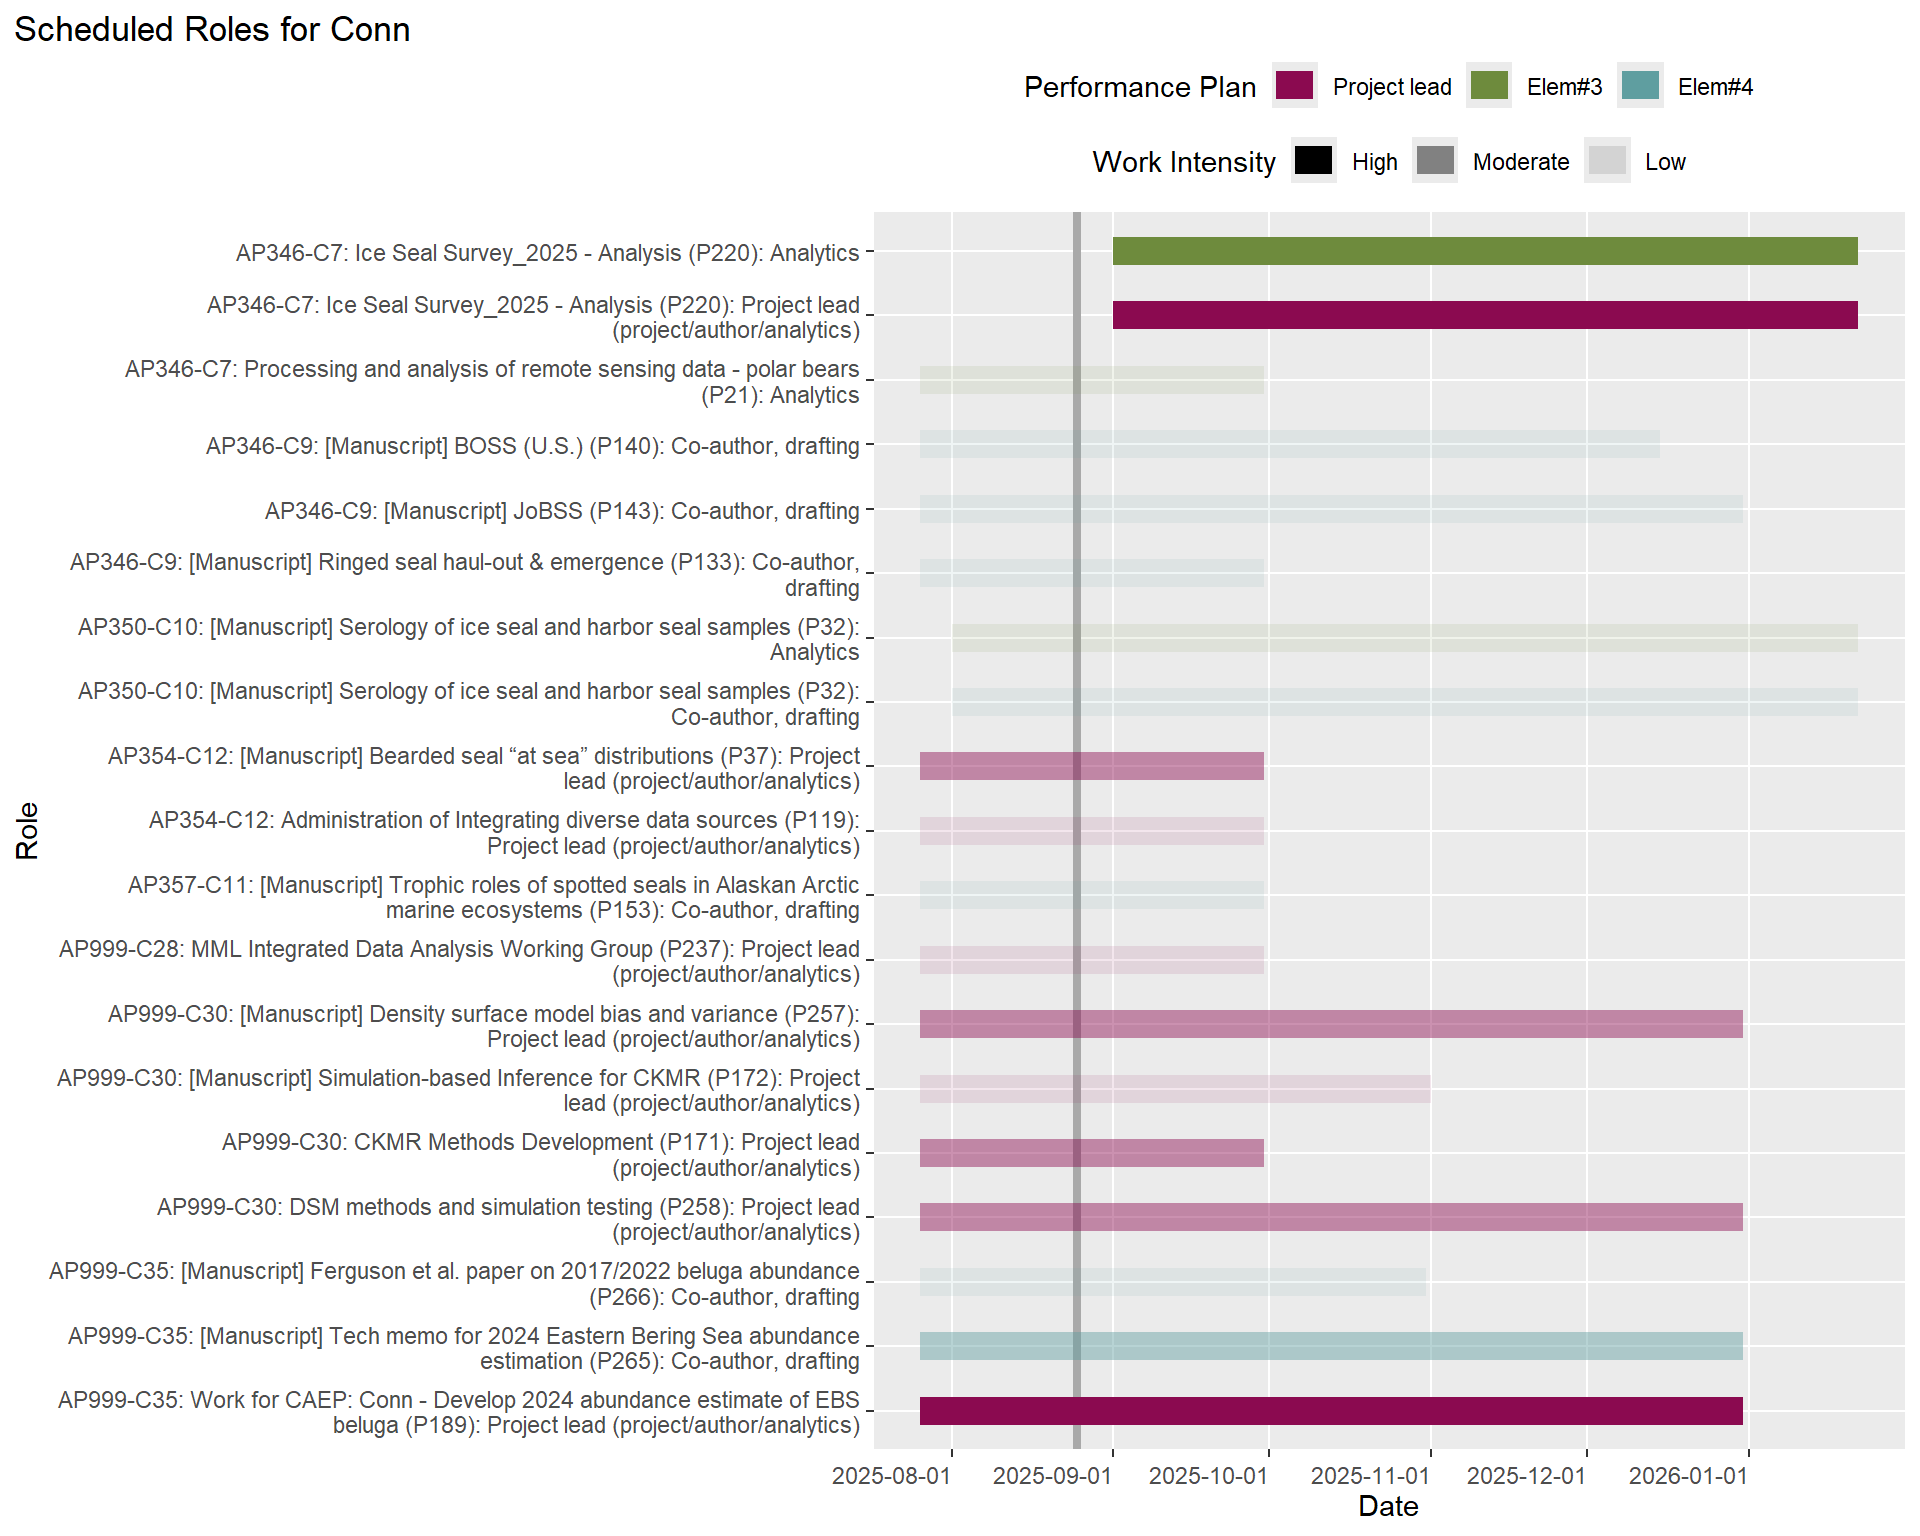 Scheduled Roles for Conn
Performance Plan Project lead Elem#3 Elem#4
Work Intensity High Moderate Low
AP346-C7: Ice Seal Survey_2025 - Analysis (P220): Analytics
AP346-C7: Ice Seal Survey_2025 - Analysis (P220): Project lead
(project/author/analytics)
AP346-C7: Processing and analysis of remote sensing data - polar bears
(P21): Analytics
AP346-C9: [Manuscript] BOSS (U.S.) (P140): Co-author, drafting
AP346-C9: [Manuscript] JoBSS (P143): Co-author, drafting
AP346-C9: [Manuscript] Ringed seal haul-out & emergence (P133): Co-author,
drafting
AP350-C10: [Manuscript] Serology of ice seal and harbor seal samples (P32):
Analytics
AP350-C10: [Manuscript] Serology of ice seal and harbor seal samples (P32):
Co-author, drafting
AP354-C12: [Manuscript] Bearded seal “at sea” distributions (P37): Project
lead (project/author/analytics)
AP354-C12: Administration of Integrating diverse data sources (P119):
Project lead (project/author/analytics)
AP357-C11: [Manuscript] Trophic roles of spotted seals in Alaskan Arctic
marine ecosystems (P153): Co-author, drafting
AP999-C28: MML Integrated Data Analysis Working Group (P237): Project lead
(project/author/analytics)
AP999-C30: [Manuscript] Density surface model bias and variance (P257):
Project lead (project/author/analytics)
AP999-C30: [Manuscript] Simulation-based Inference for CKMR (P172): Project
lead (project/author/analytics)
AP999-C30: CKMR Methods Development (P171): Project lead
(project/author/analytics)
AP999-C30: DSM methods and simulation testing (P258): Project lead
(project/author/analytics)
AP999-C35: [Manuscript] Ferguson et al. paper on 2017/2022 beluga abundance
(P266): Co-author, drafting
AP999-C35: [Manuscript] Tech memo for 2024 Eastern Bering Sea abundance
estimation (P265): Co-author, drafting
AP999-C35: Work for CAEP: Conn - Develop 2024 abundance estimate of EBS
beluga (P189): Project lead (project/author/analytics)
Role
2025-08-01 2025-09-01 2025-10-01 2025-11-01 2025-12-01 2026-01-01
Date